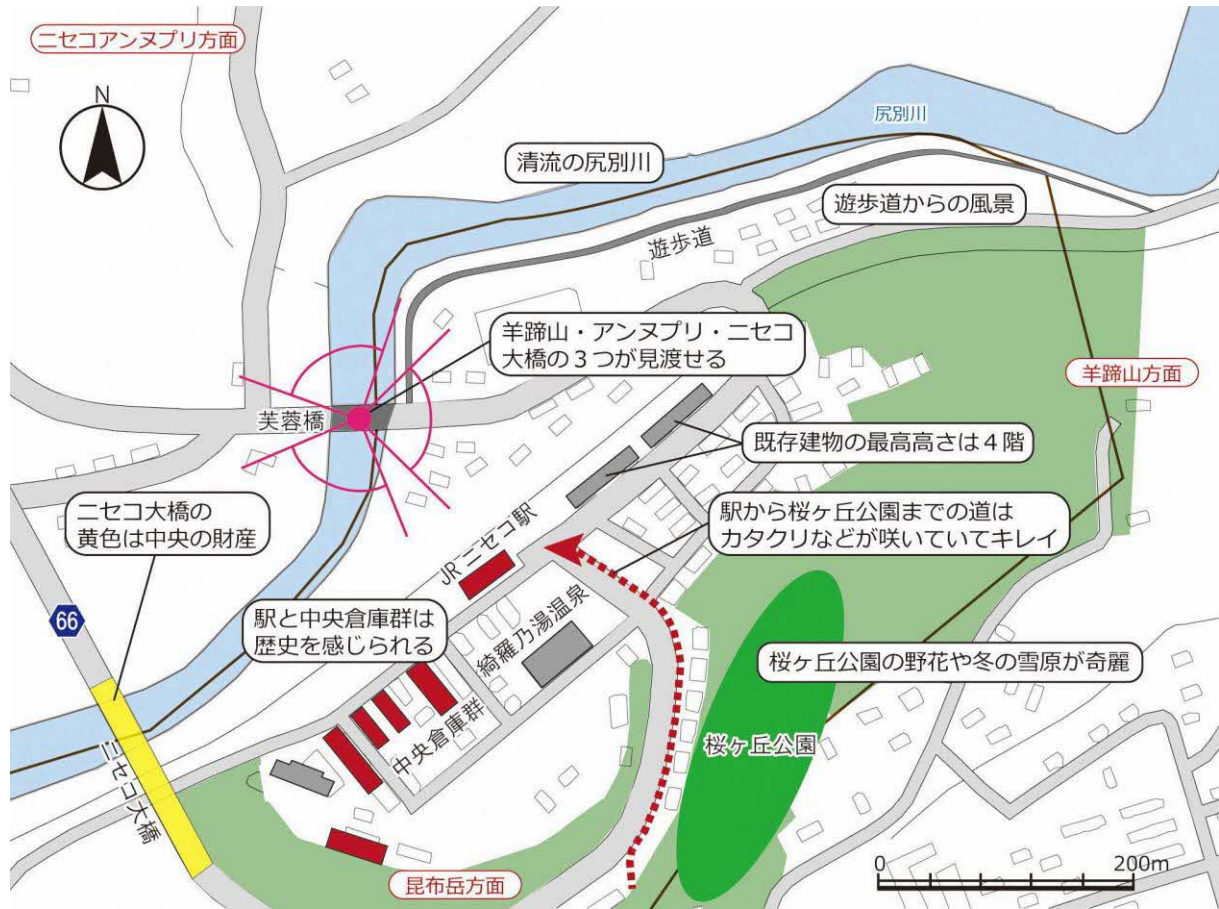 ニセコアンヌプリ方面
N
尻別川
清流の尻別川
遊歩道からの風景
遊歩道
羊蹄山・アンヌプリ・ニセコ
大橋の３つが見渡せる
羊蹄山方面
芙蓉橋
既存建物の最高高さは４階
ニセコ大橋の
黄色は中央の財産
駅から桜ヶ丘公園までの道は
カタクリなどが咲いていてキレイ
JR ニセコ駅
66
駅と中央倉庫群は
歴史を感じられる
綺羅乃湯温泉
桜ヶ丘公園の野花や冬の雪原が奇麗
中央倉庫群
桜ヶ丘公園
ニセコ大橋
昆布岳方面
0 200m